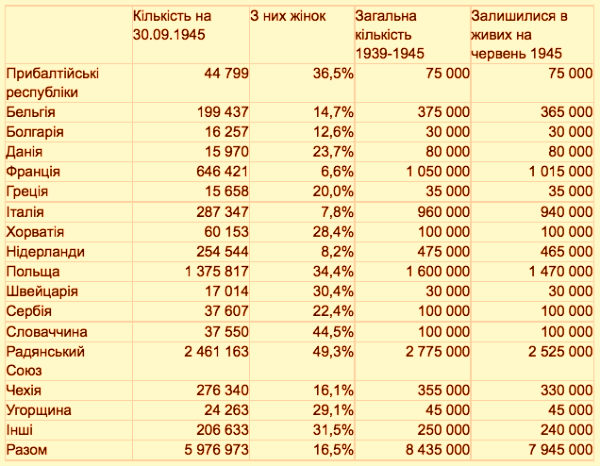 Кількість на З них жінок Загальна Залишилися в
30.09.1945 кількість живих на
1939-1945 червень 1945
Прибалтійські 44 799 36,5% 75 000 75 000
республіки
Бельгія 199 437 14,7% 375 000 365 000
Болгарія 16 257 12,6% 30 000 30 000
Данія 15 970 23,7% 80 000 80 000
Франція 646 421 6,6% 1 050 000 1 015 000
Греція 15 658 20,0% 35 000 35 000
Італія 287 347 7,8% 960 000 940 000
Хорватія 60 153 28,4% 100 000 100 000
Нідерланди 254 544 8,2% 475 000 465 000
Польща 1 375 817 34,4% 1 600 000 1 470 000
Швейцарія 17 014 30,4% 30 000 30 000
Сербія 37 607 22,4% 100 000 100 000
Словаччина 37 550 44,5% 100 000 100 000
Радянський 2 461 163 49,3% 2 775 000 2 525 000
Союз
Чехія 276 340 16,1% 355 000 330 000
Угорщина 24 263 29,1% 45 000 45 000
Інші 206 633 31,5% 250 000 240 000
Разом 5 976 973 16,5% 8 435 000 7 945 000